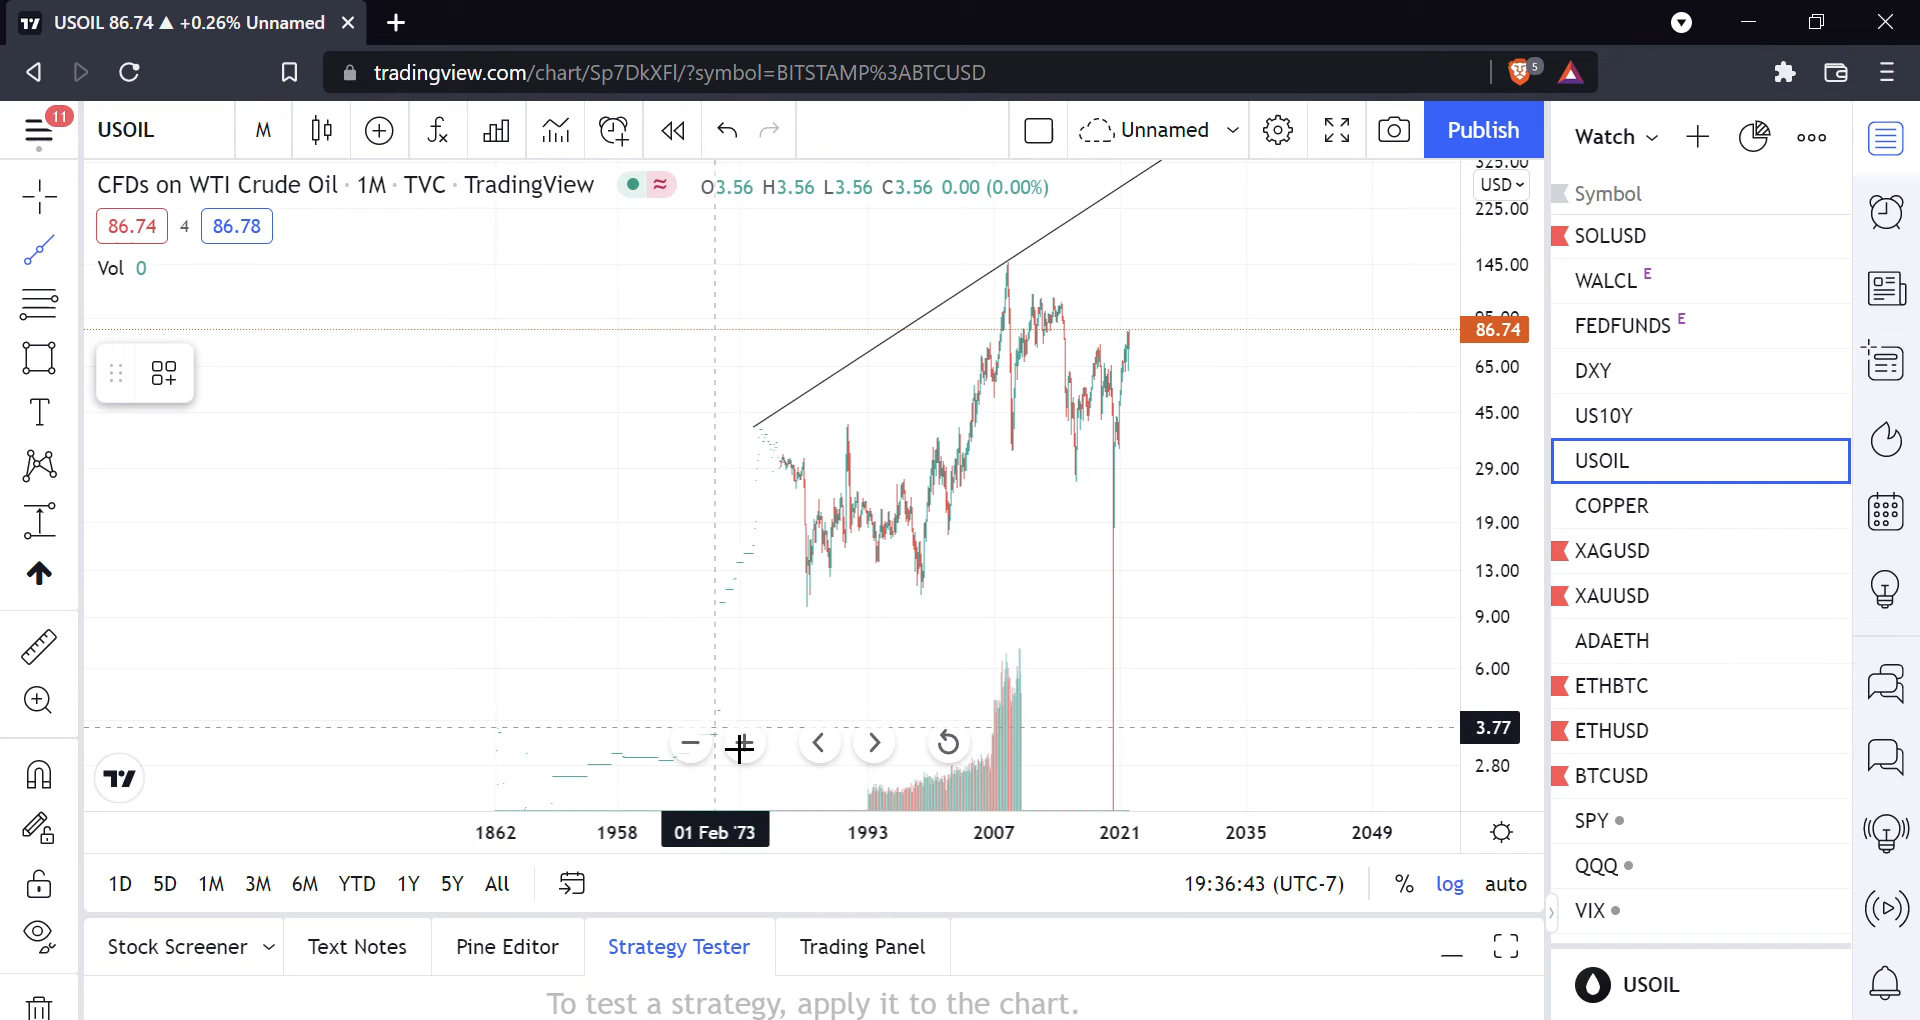 USOIL 86.74 ▲ +0.26% Unnamed
tradingview.com/chart/Sp7DkXFl/?symbol=BITSTAMP%3ABTCUSD
5
11
USOIL
M
Unnamed
Publish
Watch
CFDs on WTI Crude Oil · 1M · TVC · TradingView
O3.56 H3.56 L3.56 C3.56 0.00 (0.00%)
86.74 4 86.78
Vol 0
325.00
USD
225.00
145.00
95.00
86.74
65.00
45.00
29.00
19.00
13.00
9.00
6.00
3.77
2.80
1862
1958
01 Feb '73
1993
2007
2021
2035
2049
1D 5D 1M 3M 6M YTD 1Y 5Y All
19:36:43 (UTC-7)
% log auto
Stock Screener
Text Notes
Pine Editor
Strategy Tester
Trading Panel
To test a strategy, apply it to the chart.
Symbol
SOLUSD
WALCL E
FEDFUNDS E
DXY
US10Y
USOIL
COPPER
XAGUSD
XAUUSD
ADAETH
ETHBTC
ETHUSD
BTCUSD
SPY
QQQ
VIX
USOIL